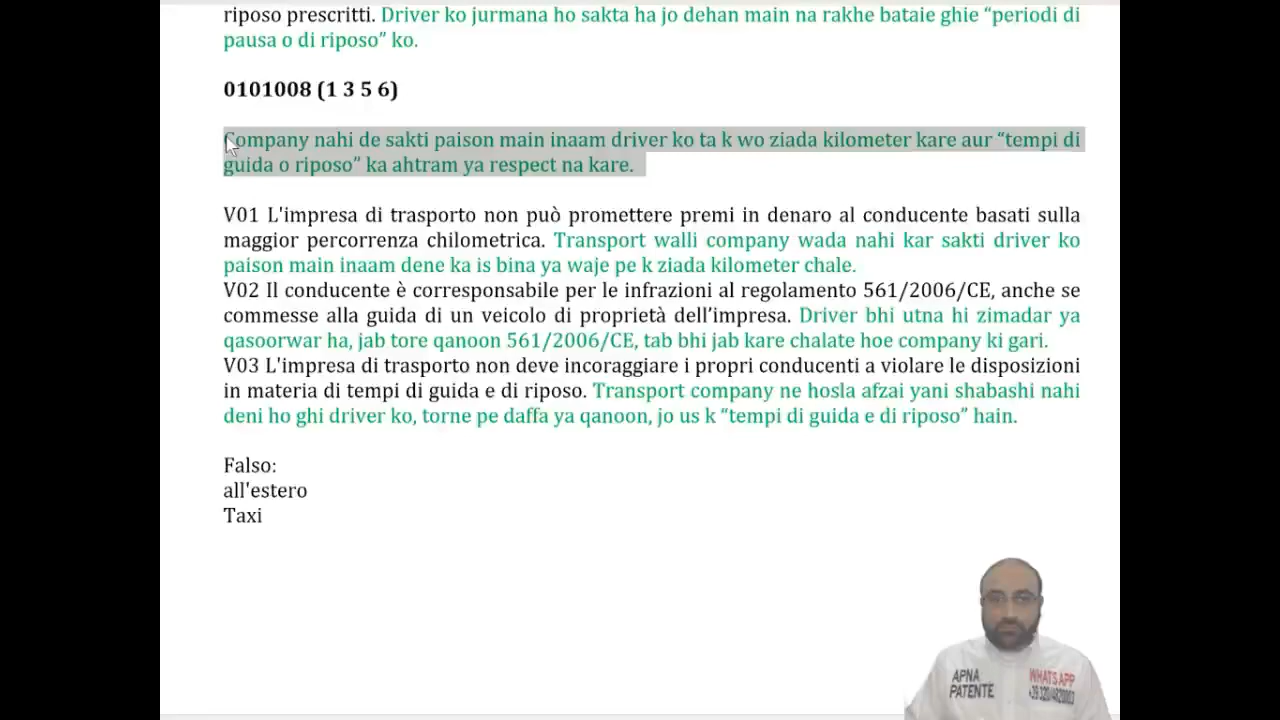 riposo prescritti. Driver ko jurmana ho sakta ha jo dehan main na rakhe bataie ghie “periodi di
pausa o di riposo” ko.
0101008 (1 3 5 6)
Company nahi de sakti paison main inaam driver ko ta k wo ziada kilometer kare aur “tempi di
guida o riposo” ka ahtram ya respect na kare.
V01 L'impresa di trasporto non può promettere premi in denaro al conducente basati sulla
maggior percorrenza chilometrica. Transport walli company wada nahi kar sakti driver ko
paison main inaam dene ka is bina ya waje pe k ziada kilometer chale.
V02 Il conducente è corresponsabile per le infrazioni al regolamento 561/2006/CE, anche se
commesse alla guida di un veicolo di proprietà dell’impresa. Driver bhi utna hi zimadar ya
qasoorwar ha, jab tore qanoon 561/2006/CE, tab bhi jab kare chalate hoe company ki gari.
V03 L'impresa di trasporto non deve incoraggiare i propri conducenti a violare le disposizioni
in materia di tempi di guida e di riposo. Transport company ne hosla afzai yani shabashi nahi
deni ho ghi driver ko, torne pe daffa ya qanoon, jo us k “tempi di guida e di riposo” hain.
Falso:
all'estero
Taxi
APNA
PATENTE
WHATSAPP